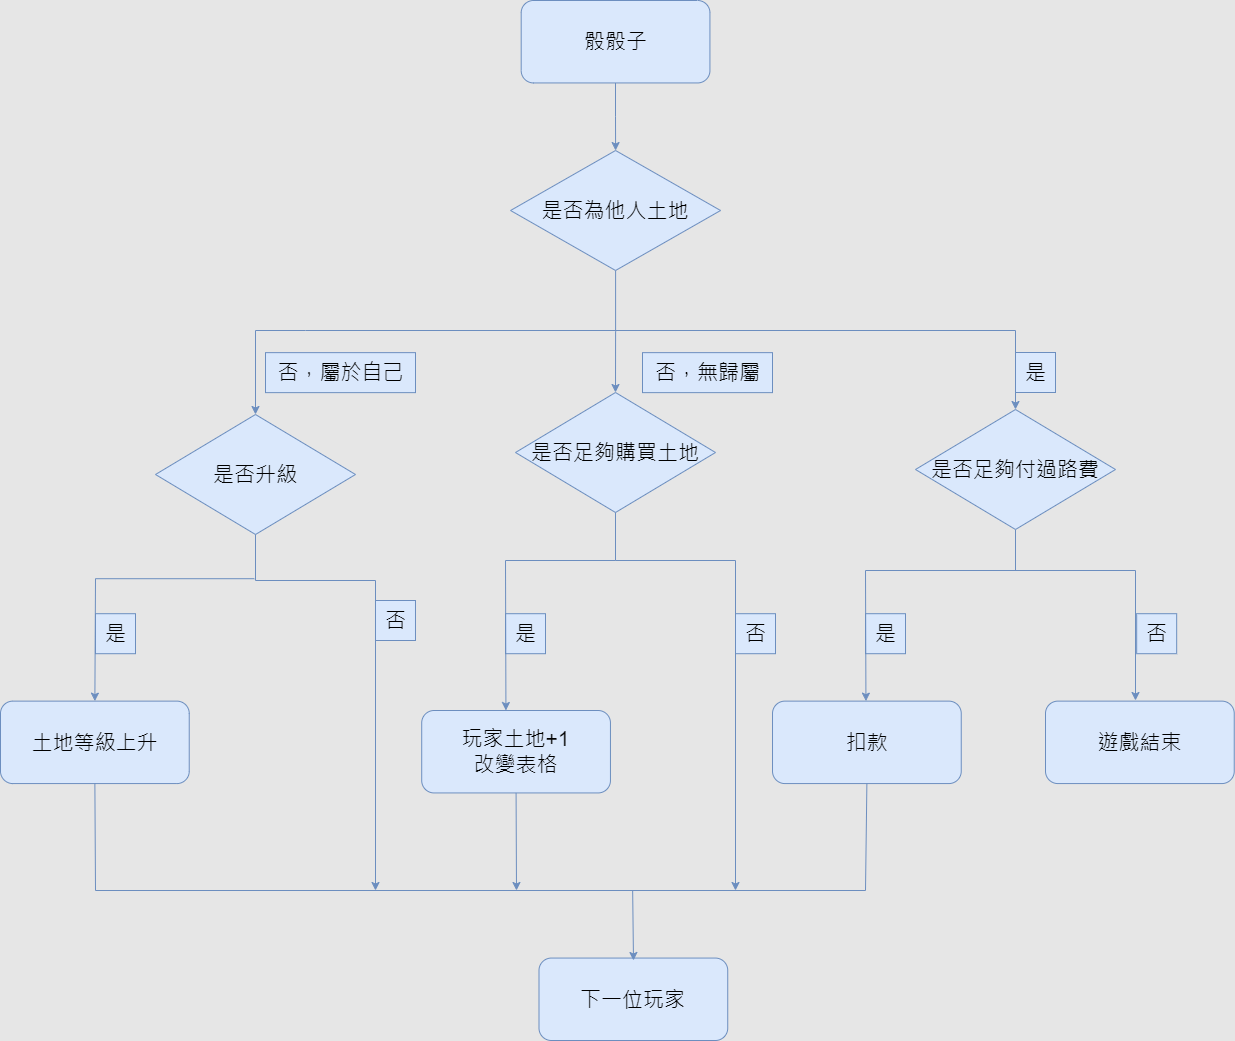 骰骰子
是否為他人土地
否，屬於自己
否，無歸屬
是
是否升級
是否足夠購買土地
是否足夠付過路費
是
否
是
否
是
否
土地等級上升
玩家土地+1
改變表格
扣款
遊戲結束
下一位玩家